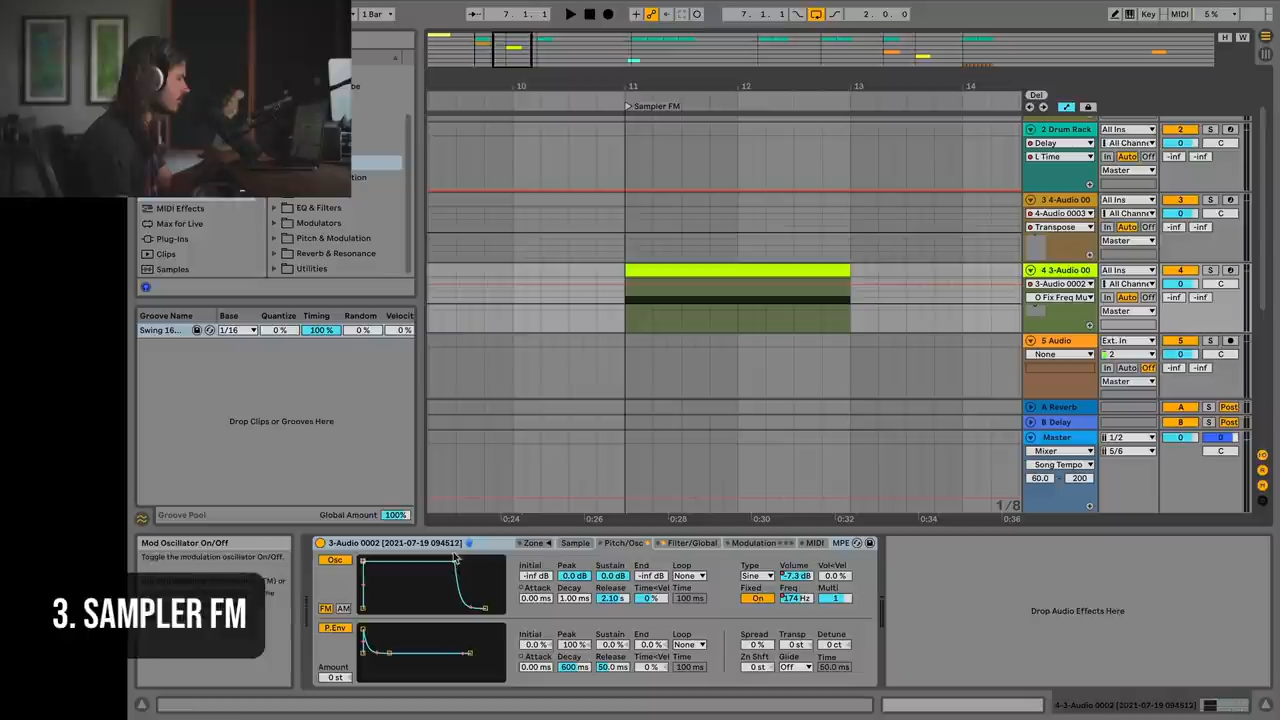 1 Bar
7. 1. 1
7. 1. 1
2. 0. 0
Key
MIDI
5 %
H
W
10
11
12
13
14
Sampler FM
Del
MIDI Effects
Max for Live
Plug-Ins
Clips
Samples
EQ & Filters
Modulators
Pitch & Modulation
Reverb & Resonance
Utilities
Groove Name
Base
Quantize
Timing
Random
Velocit
Swing 16...
1/16
0 %
100 %
0 %
0 %
Drop Clips or Grooves Here
Groove Pool
Global Amount
100%
2 Drum Rack
Delay
L Time
All Ins
All Channe
In Auto Off
Master
2
S
0
C
-inf
-inf
3 4-Audio 00
4-Audio 0003
Transpose
All Ins
All Channe
In Auto Off
Master
3
S
0
C
-inf
-inf
4 3-Audio 00
3-Audio 0002
O Fix Freq Mu
All Ins
All Channe
In Auto Off
Master
4
S
0
C
-inf
-inf
5 Audio
None
Ext. In
2
In Auto Off
Master
5
S
0
C
-inf
-inf
A Reverb
A
S
Post
B Delay
B
S
Post
Master
Mixer
Song Tempo
60.0 - 200
1/2
5/6
0
0
C
1/8
0:24
0:26
0:28
0:30
0:32
0:34
0:36
Mod Oscillator On/Off
Toggle the modulation oscillator On/Off.
3. SAMPLER FM
3-Audio 0002 [2021-07-19 094512]
Zone
Sample
Pitch/Osc
Filter/Global
Modulation
MIDI
MPE
Osc
FM
AM
Initial
Peak
Sustain
End
Loop
-inf dB
0.0 dB
0.0 dB
-inf dB
None
Attack
Decay
Release
Time<Vel
Time
0.00 ms
1.00 ms
2.10 s
0 %
100 ms
Type
Volume
Vol<Vel
Sine
-7.3 dB
0.0 %
Fixed
Freq
Multi
On
174 Hz
1
P.Env
Amount
0 st
Initial
Peak
Sustain
End
Loop
0.0 %
100 %
0.0 %
0.0 %
None
Attack
Decay
Release
Time<Vel
Time
0.00 ms
600 ms
50.0 ms
0 %
100 ms
Spread
Transp
Detune
0 %
0 st
0 ct
Zn Shft
Glide
Time
0 st
Off
50.0 ms
Drop Audio Effects Here
4-3-Audio 0002 [2021-07-19 094512]